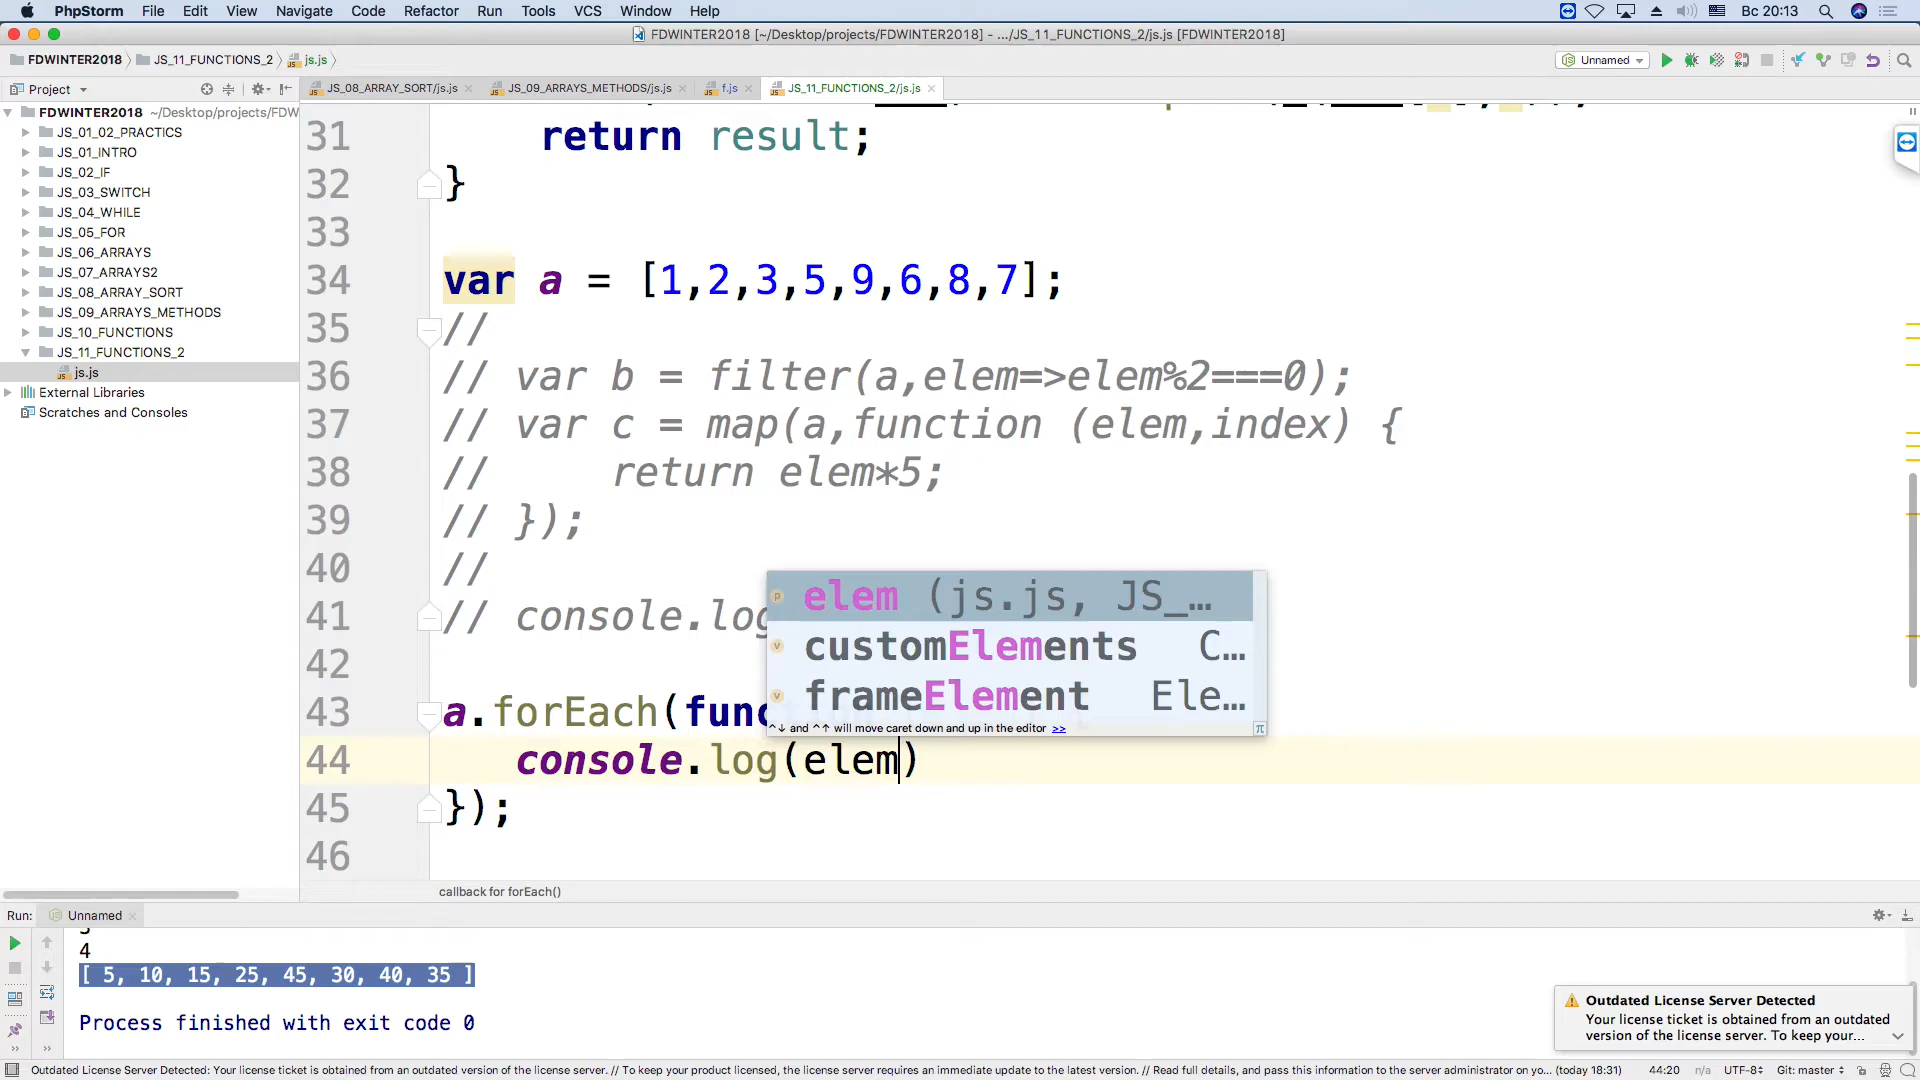 PhpStorm File Edit View Navigate Code Refactor Run Tools VCS Window Help Вс 20:13
FDWINTER2018 [~/Desktop/projects/FDWINTER2018] - .../JS_11_FUNCTIONS_2/js.js [FDWINTER2018]
FDWINTER2018 JS_11_FUNCTIONS_2 js.js Unnamed
Project JS_08_ARRAY_SORT/js.js JS_09_ARRAYS_METHODS/js.js f.js JS_11_FUNCTIONS_2/js.js
FDWINTER2018 ~/Desktop/projects/FDW
JS_01_02_PRACTICS
JS_01_INTRO
JS_02_IF
JS_03_SWITCH
JS_04_WHILE
JS_05_FOR
JS_06_ARRAYS
JS_07_ARRAYS2
JS_08_ARRAY_SORT
JS_09_ARRAYS_METHODS
JS_10_FUNCTIONS
JS_11_FUNCTIONS_2
js.js
External Libraries
Scratches and Consoles
31 return result;
32 }
33
34 var a = [1,2,3,5,9,6,8,7];
35 //
36 // var b = filter(a,elem=>elem%2===0);
37 // var c = map(a,function (elem,index) {
38 // return elem*5;
39 // });
40 //
41 // console.log
42
43 a.forEach(func
44 console.log(elem)
45 });
46
elem (js.js, JS_…
customElements C…
frameElement Ele…
^↓ and ^↑ will move caret down and up in the editor >> π
callback for forEach()
Run: Unnamed
4
[ 5, 10, 15, 25, 45, 30, 40, 35 ]
Process finished with exit code 0
Outdated License Server Detected
Your license ticket is obtained from an outdated
version of the license server. To keep your...
Outdated License Server Detected: Your license ticket is obtained from an outdated version of the license server. // To keep your product licensed, the license server requires an immediate update to the latest version. // Read full details, and pass this information to the server administrator on yo... (today 18:31) 44:20 n/a UTF-8 Git: master